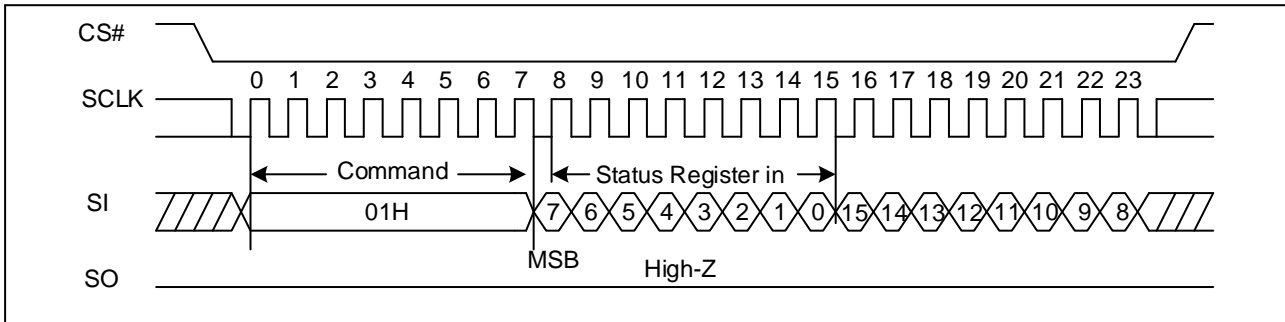 CS#
0 1 2 3 4 5 6 7 8 9 10 11 12 13 14 15 16 17 18 19 20 21 22 23
SCLK
Command Status Register in
SI 01H 7 6 5 4 3 2 1 0 15 14 13 12 11 10 9 8
MSB High-Z
SO